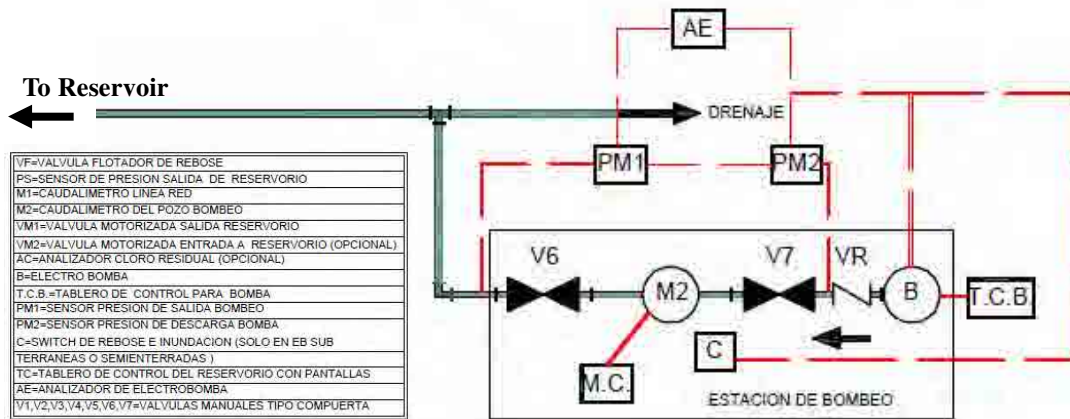 AE
To Reservoir
DRENAJE
PM1
PM2
VF=VALVULA FLOTADOR DE REBOSE
PS=SENSOR DE PRESION SALIDA DE RESERVORIO
M1=CAUDALIMETRO LINEA RED
M2=CAUDALIMETRO DEL POZO BOMBEO
VM1=VALVULA MOTORIZADA SALIDA RESERVORIO
VM2=VALVULA MOTORIZADA ENTRADA A RESERVORIO (OPCIONAL)
AC=ANALIZADOR CLORO RESIDUAL (OPCIONAL)
B=ELECTRO BOMBA
T.C.B.=TABLERO DE CONTROL PARA BOMBA
PM1=SENSOR PRESION DE SALIDA BOMBEO
PM2=SENSOR PRESION DE DESCARGA BOMBA
C=SWITCH DE REBOSE E INUNDACION (SOLO EN EB SUB
TERRANEAS O SEMIENTERRADAS )
TC=TABLERO DE CONTROL DEL RESERVORIO CON PANTALLAS
AE=ANALIZADOR DE ELECTROBOMBA
V1,V2,V3,V4,V5,V6,V7=VALVULAS MANUALES TIPO COMPUERTA
V6
V7
VR
M2
B
T.C.B.
C
M.C.
ESTACION DE BOMBEO